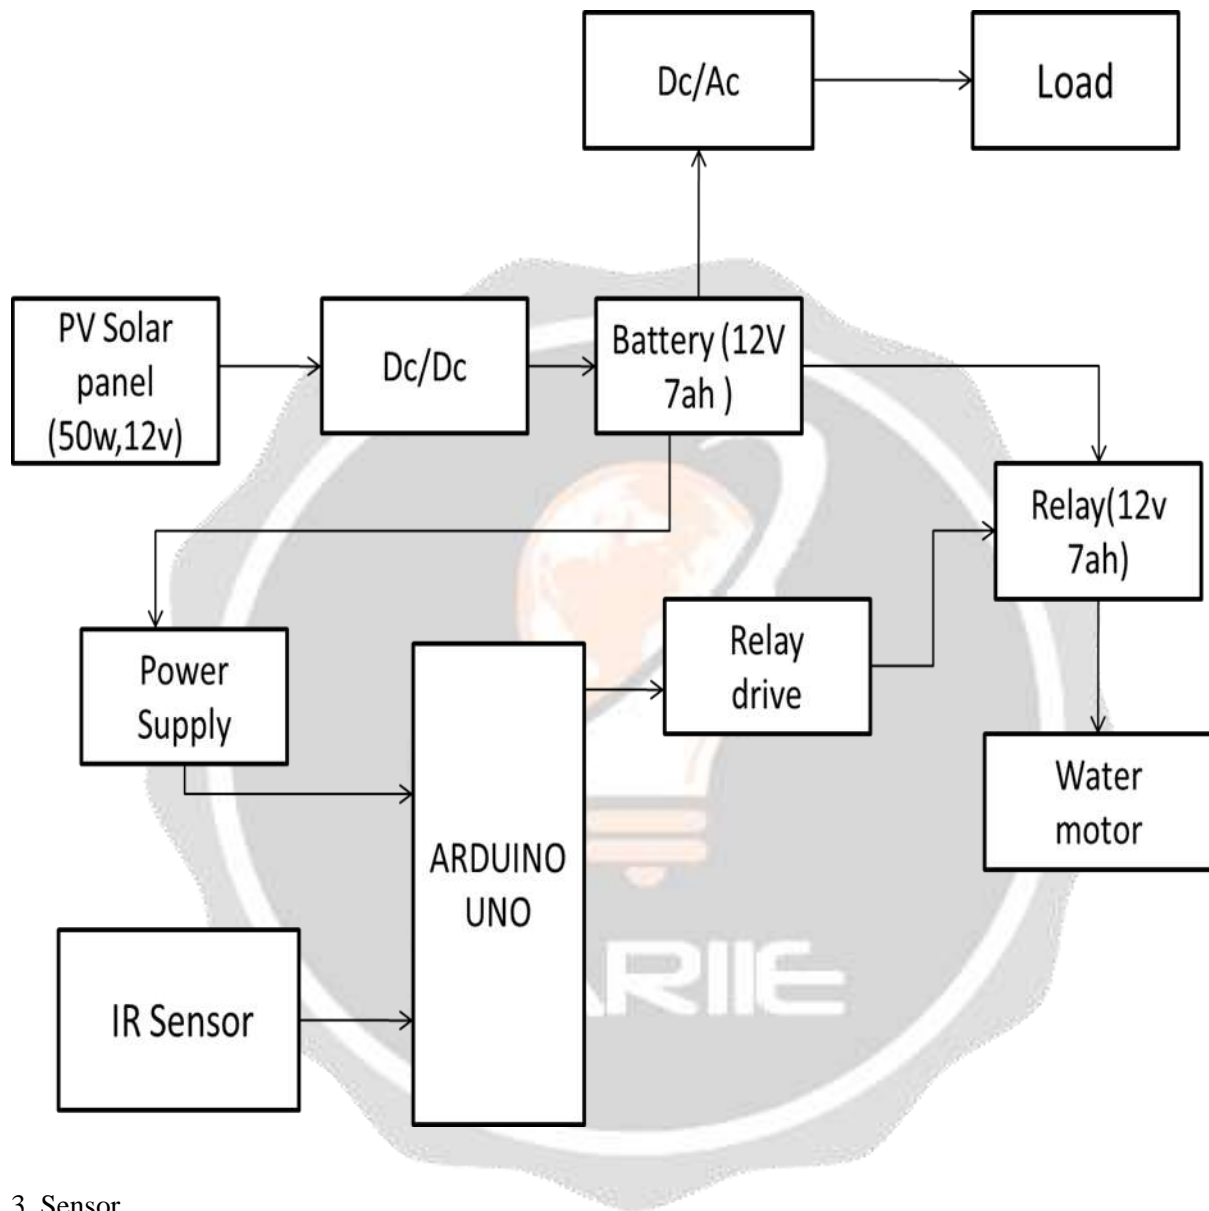 Dc/Ac
Load
PV Solar
panel
(50w,12v)
Dc/Dc
Battery (12V
7ah )
Relay(12v
7ah)
Power
Supply
Relay
drive
Water
motor
ARDUINO
UNO
IR Sensor
ARIIE
3. Sensor